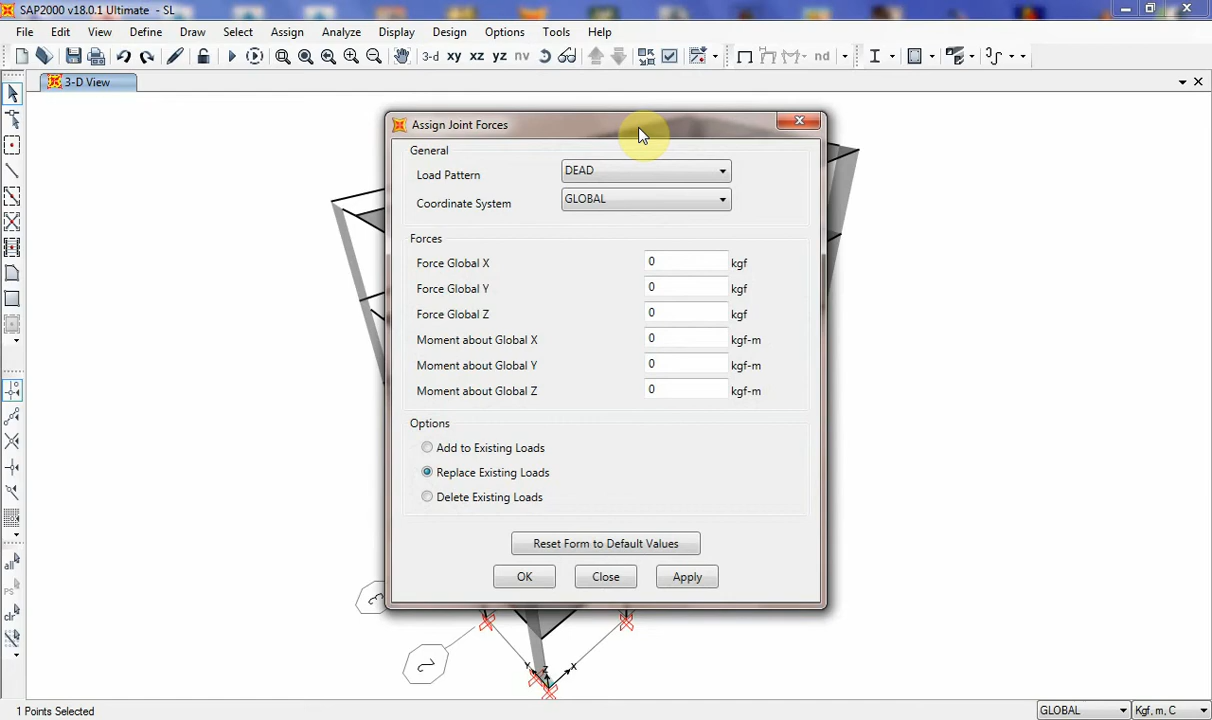 SAP2000 v18.0.1 Ultimate - SL
File Edit View Define Draw Select Assign Analyze Display Design Options Tools Help
3-d xy xz yz nv nd
3-D View
Assign Joint Forces
General
Load Pattern DEAD
Coordinate System GLOBAL
Forces
Force Global X 0 kgf
Force Global Y 0 kgf
Force Global Z 0 kgf
Moment about Global X 0 kgf-m
Moment about Global Y 0 kgf-m
Moment about Global Z 0 kgf-m
Options
Add to Existing Loads
Replace Existing Loads
Delete Existing Loads
Reset Form to Default Values
OK Close Apply
all
PS
clr
2
Y Z X
1 Points Selected GLOBAL Kgf, m, C